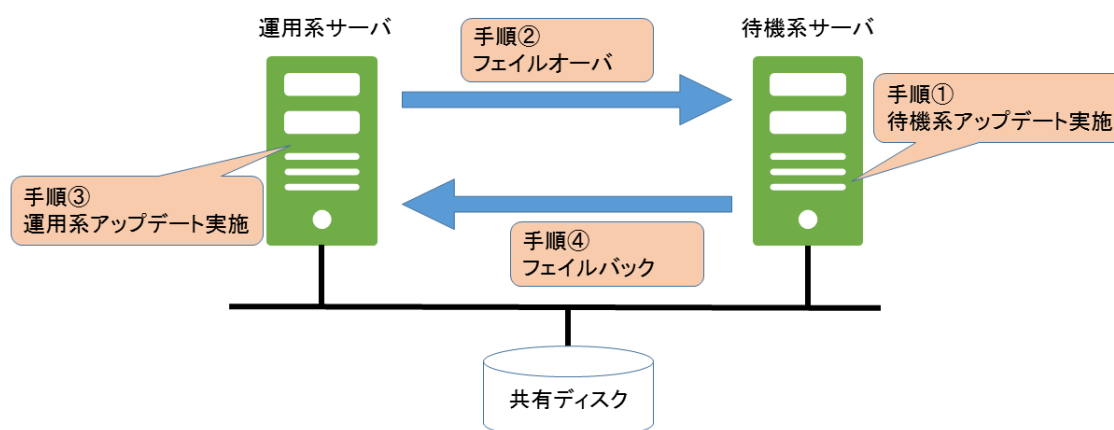 運用系サーバ
待機系サーバ
手順②
フェイルオーバ
手順①
待機系アップデート実施
手順③
運用系アップデート実施
手順④
フェイルバック
共有ディスク